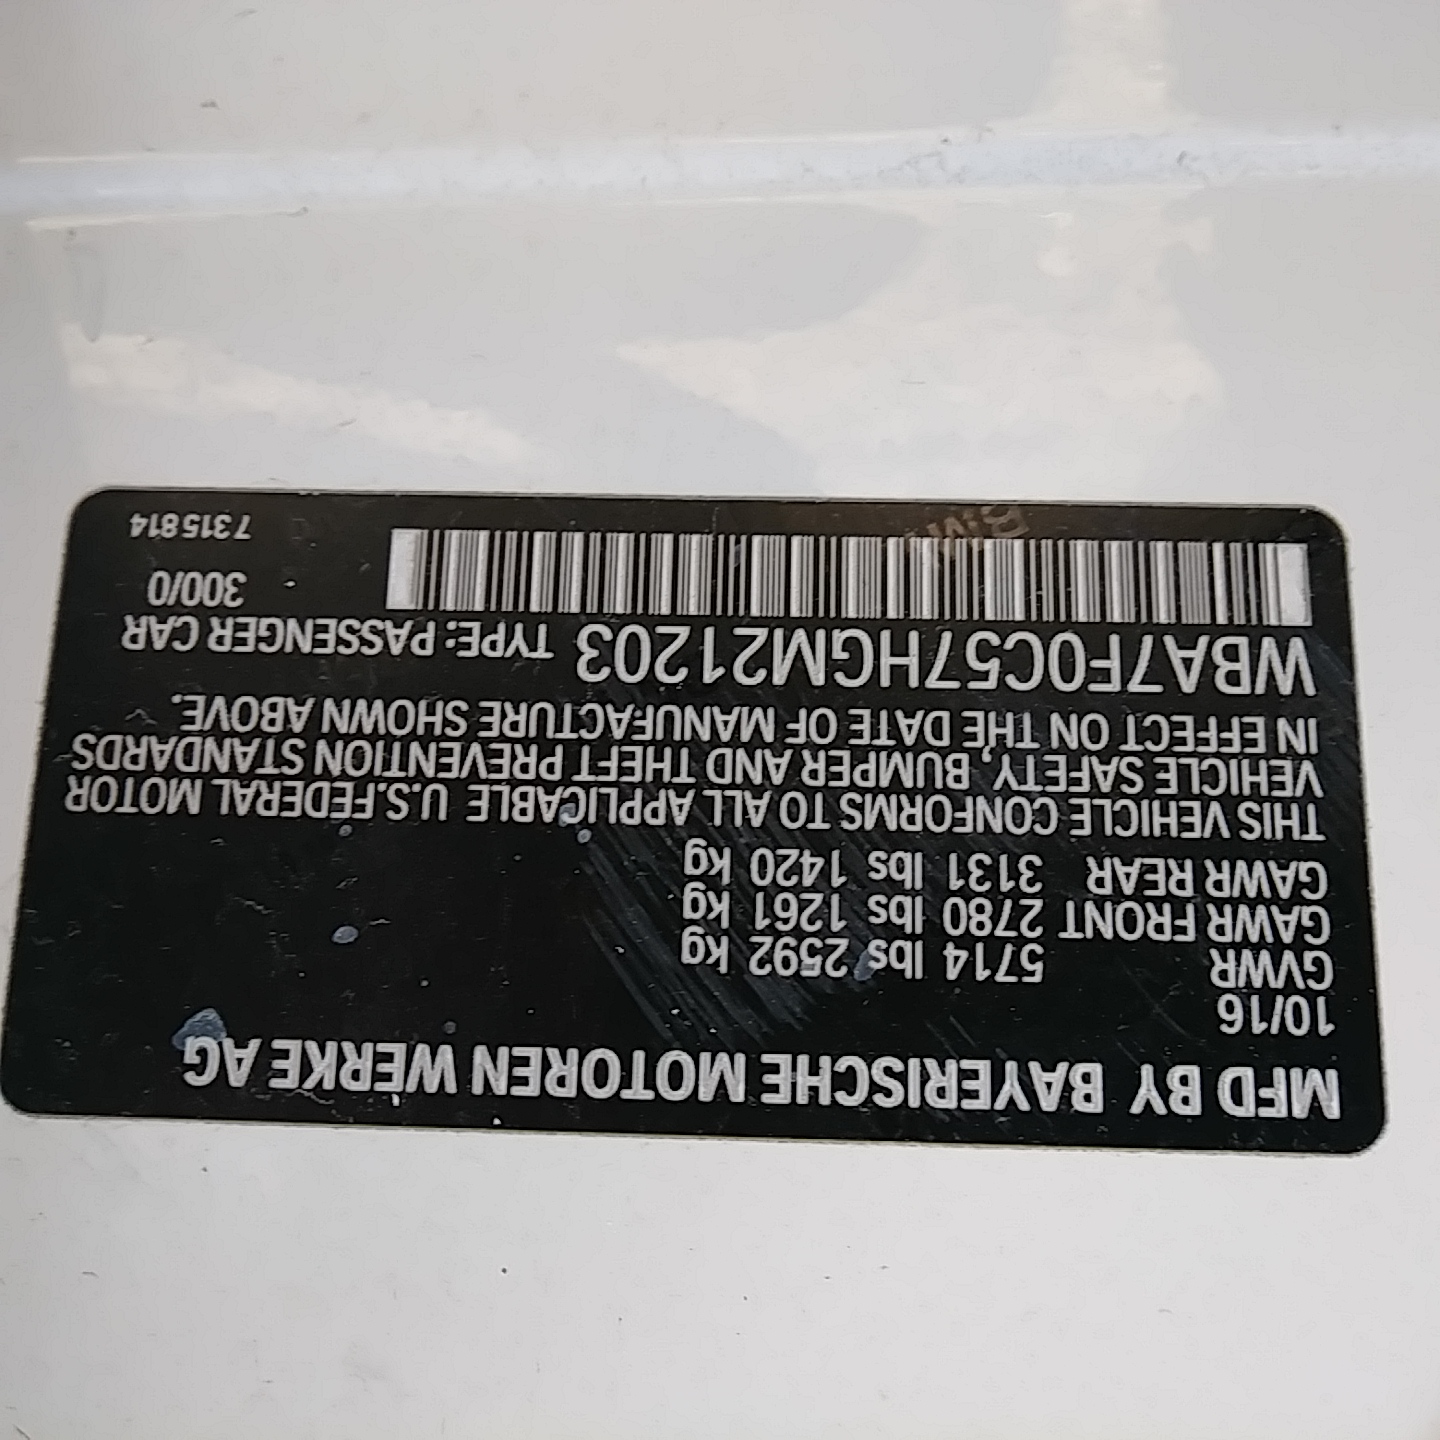 MFD BY BAYERISCHE MOTOREN WERKE AG
10/16
GVWR 5714 lbs 2592 kg
GAWR FRONT 2780 lbs 1261 kg
GAWR REAR 3131 lbs 1420 kg
THIS VEHICLE CONFORMS TO ALL APPLICABLE U.S.FEDERAL MOTOR
VEHICLE SAFETY, BUMPER AND THEFT PREVENTION STANDARDS
IN EFFECT ON THE DATE OF MANUFACTURE SHOWN ABOVE.
WBA7F0C57HGM21203 TYPE: PASSENGER CAR
300/0
7315814